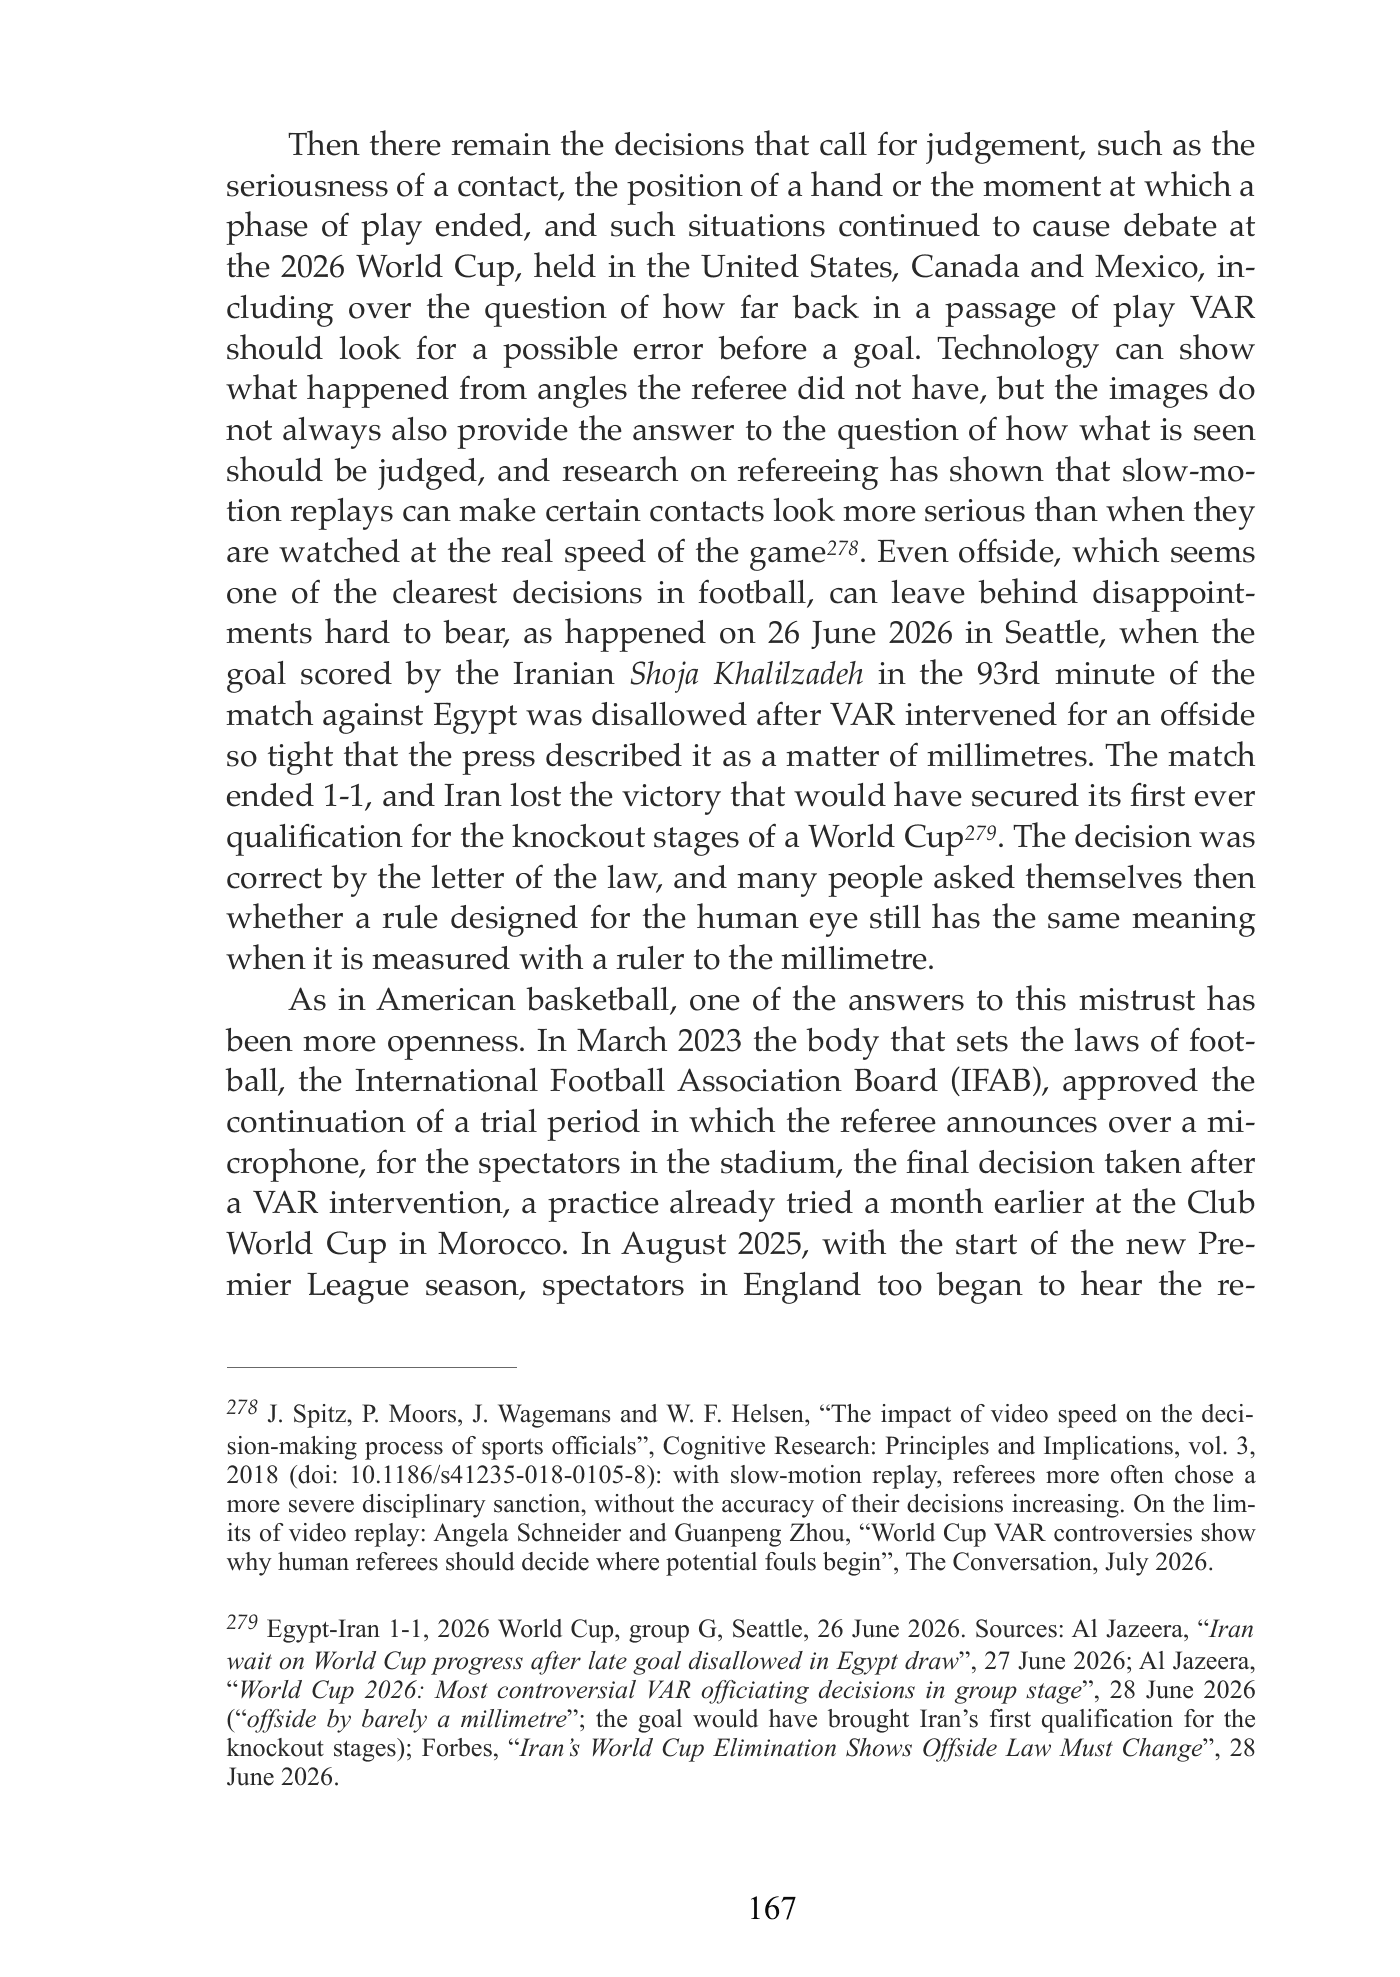 Then there remain the decisions that call for judgement, such as the
seriousness of a contact, the position of a hand or the moment at which a
phase of play ended, and such situations continued to cause debate at
the 2026 World Cup, held in the United States, Canada and Mexico, in-
cluding over the question of how far back in a passage of play VAR
should look for a possible error before a goal. Technology can show
what happened from angles the referee did not have, but the images do
not always also provide the answer to the question of how what is seen
should be judged, and research on refereeing has shown that slow-mo-
tion replays can make certain contacts look more serious than when they
are watched at the real speed of the game278. Even offside, which seems
one of the clearest decisions in football, can leave behind disappoint-
ments hard to bear, as happened on 26 June 2026 in Seattle, when the
goal scored by the Iranian Shoja Khalilzadeh in the 93rd minute of the
match against Egypt was disallowed after VAR intervened for an offside
so tight that the press described it as a matter of millimetres. The match
ended 1-1, and Iran lost the victory that would have secured its first ever
qualification for the knockout stages of a World Cup279. The decision was
correct by the letter of the law, and many people asked themselves then
whether a rule designed for the human eye still has the same meaning
when it is measured with a ruler to the millimetre.
As in American basketball, one of the answers to this mistrust has
been more openness. In March 2023 the body that sets the laws of foot-
ball, the International Football Association Board (IFAB), approved the
continuation of a trial period in which the referee announces over a mi-
crophone, for the spectators in the stadium, the final decision taken after
a VAR intervention, a practice already tried a month earlier at the Club
World Cup in Morocco. In August 2025, with the start of the new Pre-
mier League season, spectators in England too began to hear the re-
278 J. Spitz, P. Moors, J. Wagemans and W. F. Helsen, “The impact of video speed on the deci-
sion-making process of sports officials”, Cognitive Research: Principles and Implications, vol. 3,
2018 (doi: 10.1186/s41235-018-0105-8): with slow-motion replay, referees more often chose a
more severe disciplinary sanction, without the accuracy of their decisions increasing. On the lim-
its of video replay: Angela Schneider and Guanpeng Zhou, “World Cup VAR controversies show
why human referees should decide where potential fouls begin”, The Conversation, July 2026.
279 Egypt-Iran 1-1, 2026 World Cup, group G, Seattle, 26 June 2026. Sources: Al Jazeera, “Iran
wait on World Cup progress after late goal disallowed in Egypt draw”, 27 June 2026; Al Jazeera,
“World Cup 2026: Most controversial VAR officiating decisions in group stage”, 28 June 2026
(“offside by barely a millimetre”; the goal would have brought Iran’s first qualification for the
knockout stages); Forbes, “Iran’s World Cup Elimination Shows Offside Law Must Change”, 28
June 2026.
167